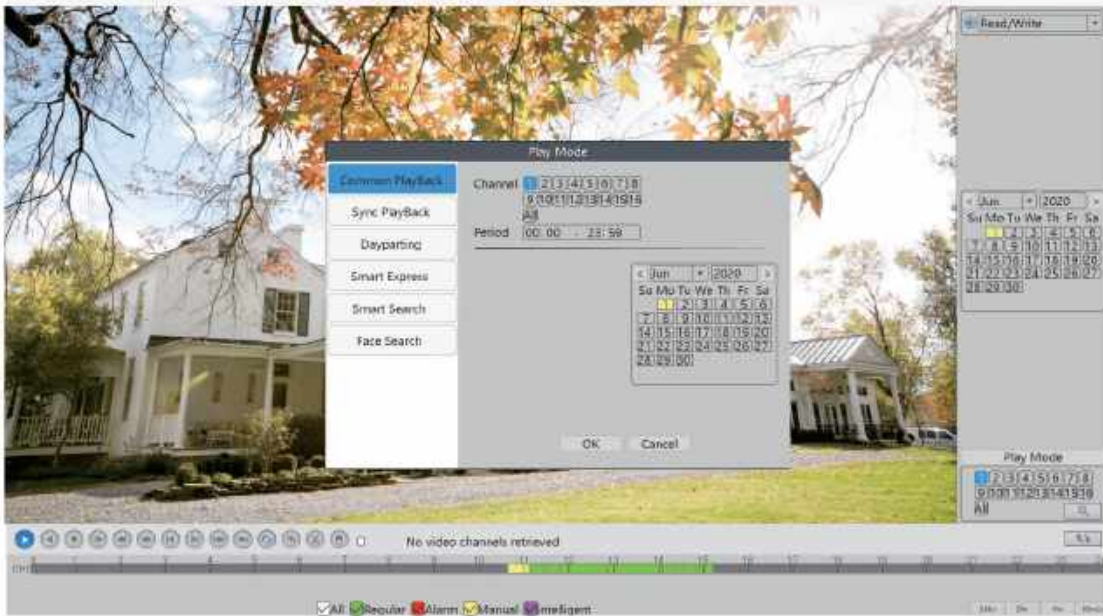 Read/Write
Play Mode
Common PlayBack
Sync PlayBack
Dayparting
Smart Express
Smart Search
Face Search
Channel 1 2 3 4 5 6 7 8
9 10 11 12 13 14 15 16
All
Period 00:00 - 23:59
< Jun 2020 >
Su Mo Tu We Th Fr Sa
1 2 3 4 5 6
7 8 9 10 11 12 13
14 15 16 17 18 19 20
21 22 23 24 25 26 27
28 29 30
OK Cancel
< Jun 2020 >
Su Mo Tu We Th Fr Sa
1 2 3 4 5 6
7 8 9 10 11 12 13
14 15 16 17 18 19 20
21 22 23 24 25 26 27
28 29 30
Play Mode
1 2 3 4 5 6 7 8
9 10 11 12 13 14 15 16
All
No video channels retrieved
All Regular Alarm Manual Intelligent